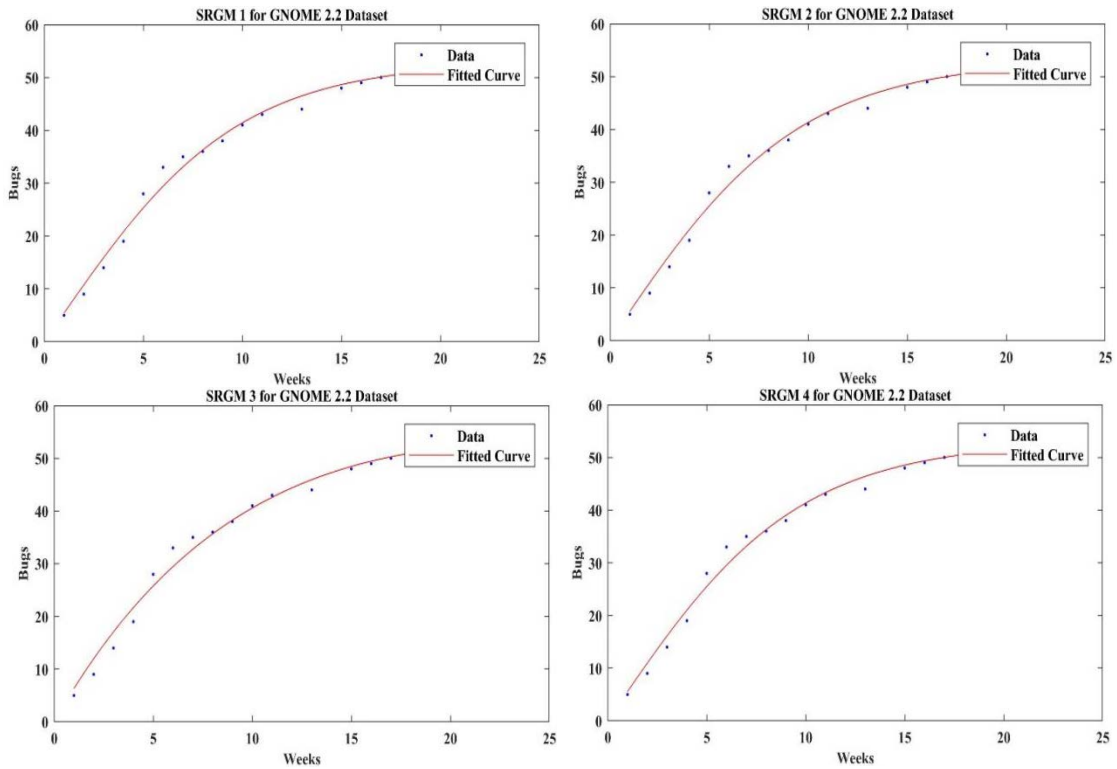 SRGM 1 for GNOME 2.2 Dataset
60
50
40
30
20
10
0
Bugs
Data
Fitted Curve
0 5 10 15 20 25
Weeks
SRGM 2 for GNOME 2.2 Dataset
60
50
40
30
20
10
0
Bugs
Data
Fitted Curve
0 5 10 15 20 25
Weeks
SRGM 3 for GNOME 2.2 Dataset
60
50
40
30
20
10
0
Bugs
Data
Fitted Curve
0 5 10 15 20 25
Weeks
SRGM 4 for GNOME 2.2 Dataset
60
50
40
30
20
10
0
Bugs
Data
Fitted Curve
0 5 10 15 20 25
Weeks